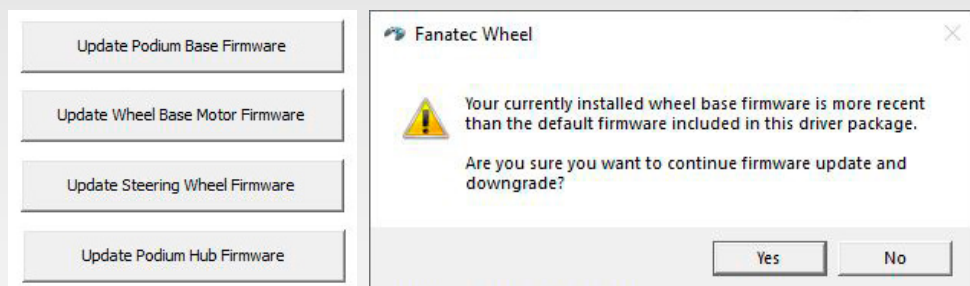 Update Podium Base Firmware
Update Wheel Base Motor Firmware
Update Steering Wheel Firmware
Update Podium Hub Firmware
Fanatec Wheel
Your currently installed wheel base firmware is more recent
than the default firmware included in this driver package.
Are you sure you want to continue firmware update and
downgrade?
Yes
No